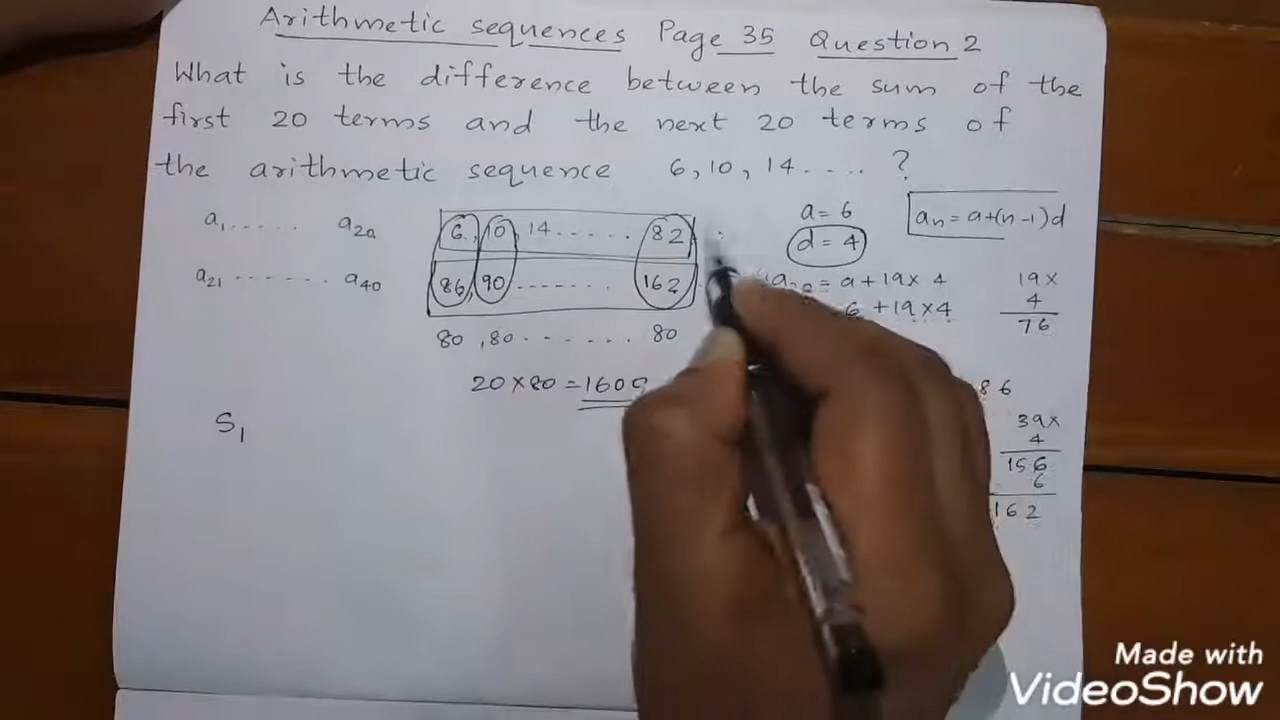 Arithmetic sequences Page 35 Question 2
What is the difference between the sum of the
first 20 terms and the next 20 terms of
the arithmetic sequence 6, 10, 14 .... ?
a1 ..... a20
a21 ....... a40
6, 10, 14 ..... 82
86, 90 ....... 162
80, 80 ...... 80
20 × 80 = 1600
S1
a = 6
d = 4
an = a+(n-1)d
= a + 19 × 4
6 + 19 × 4
19 ×
4
76
86
39 ×
4
156
6
162
Made with
VideoShow